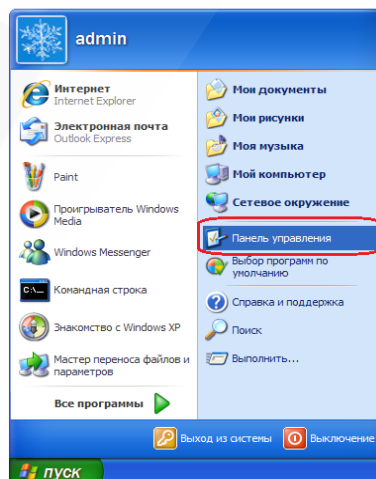 admin
Интернет
Internet Explorer
Электронная почта
Outlook Express
Paint
Проигрыватель Windows
Media
Windows Messenger
C:\_
Командная строка
Знакомство с Windows XP
Мастер переноса файлов и
параметров
Все программы
Мои документы
Мои рисунки
Моя музыка
Мой компьютер
Сетевое окружение
Панель управления
Выбор программ по
умолчанию
Справка и поддержка
Поиск
Выполнить...
Выход из системы
Выключение
пуск